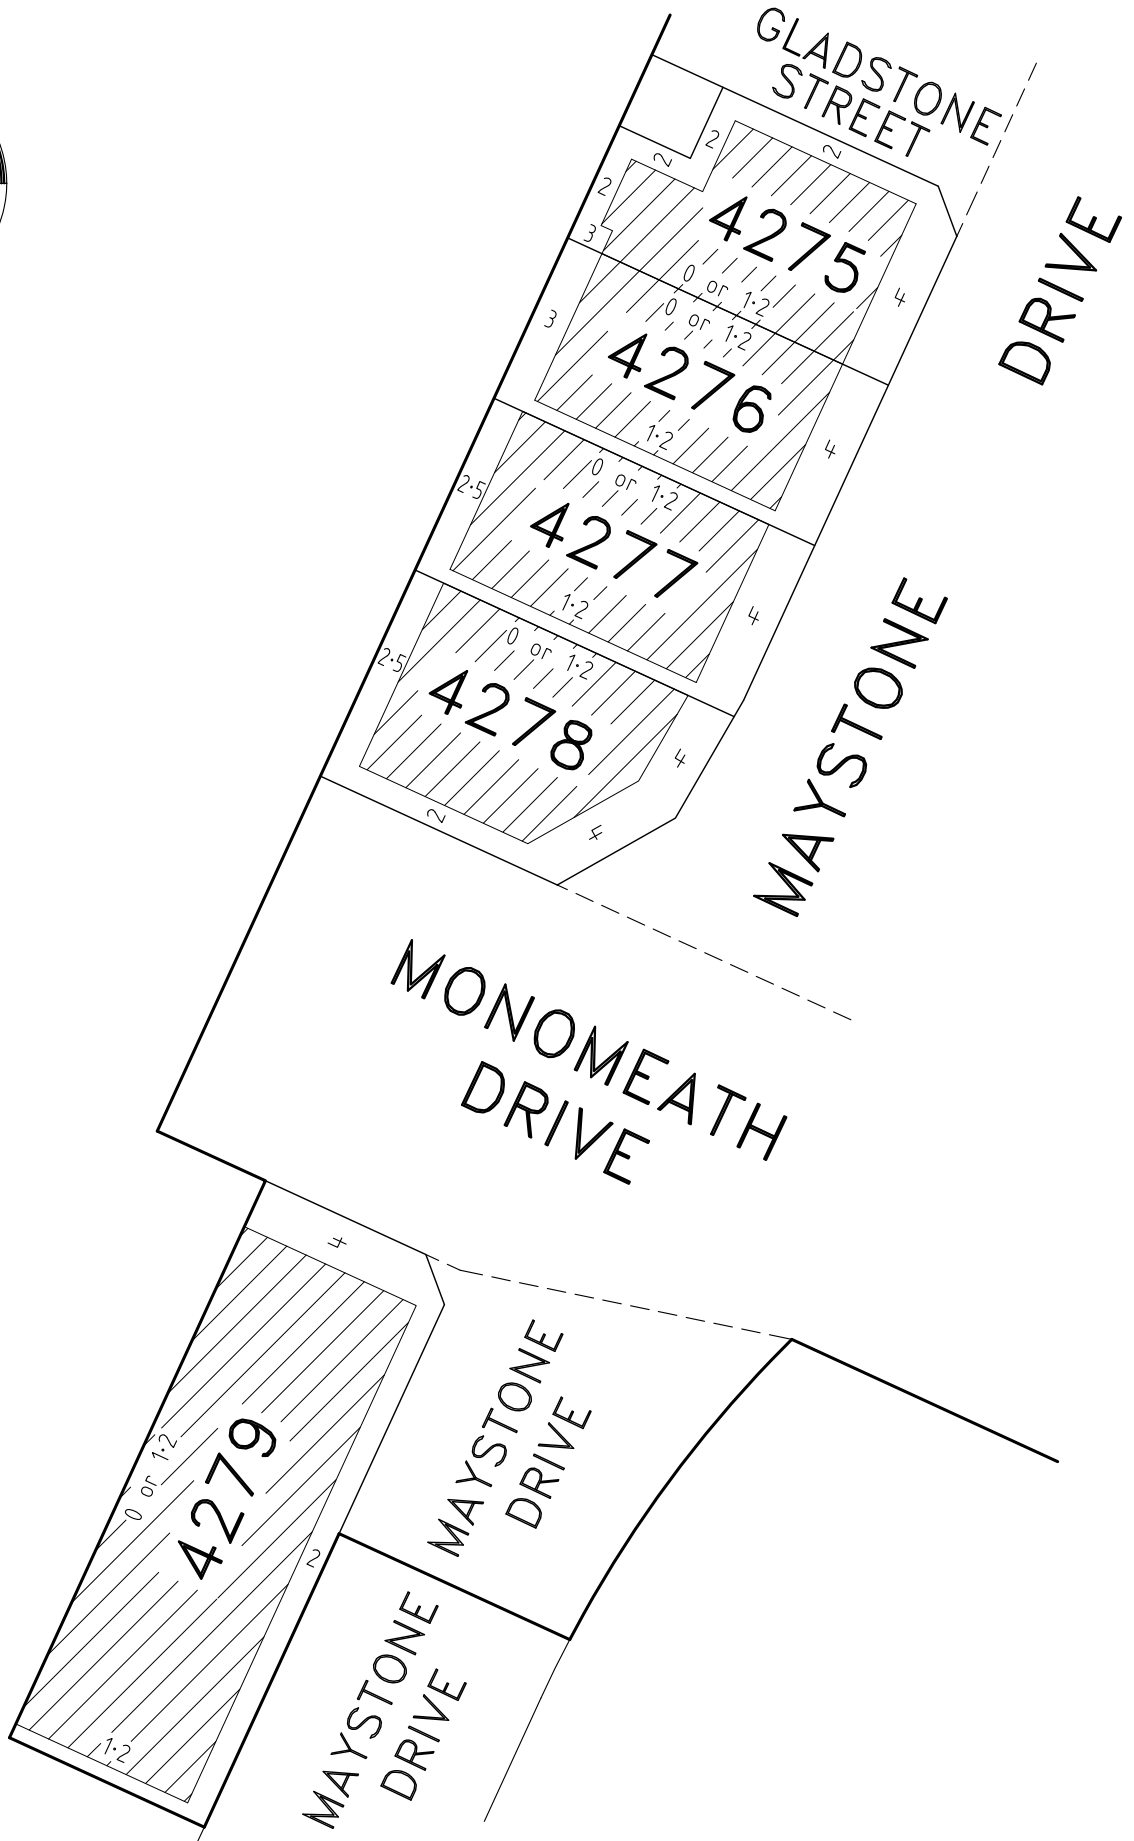 GLADSTONE
STREET
2
2
2
2
3
4275
4
DRIVE
0 or 1·2
0 or 1·2
3
4276
4
1·2
0 or 1·2
2·5
4277
4
1·2
0 or 1·2
2·5
4278
4
4
2
MAYSTONE
MONOMEATH
DRIVE
4
MAYSTONE
DRIVE
0 or 1·2
4279
2
1·2
MAYSTONE
DRIVE